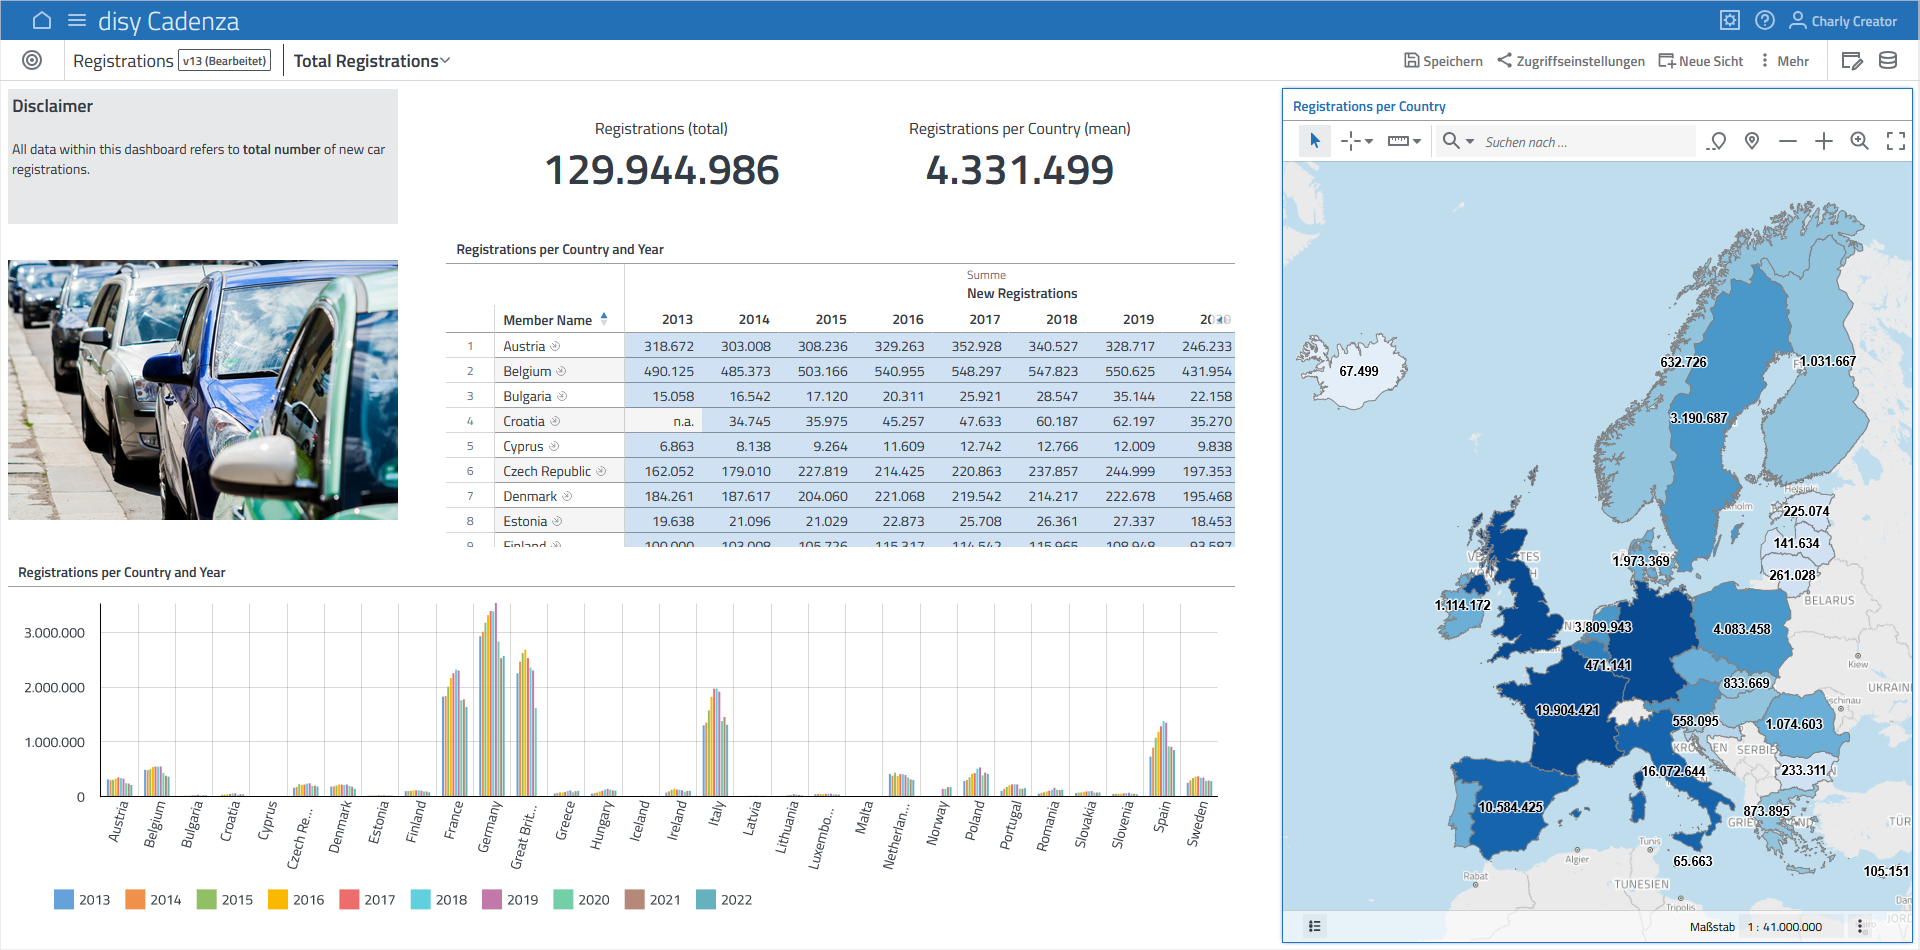 disy Cadenza
Charly Creator
Registrations v13 (Bearbeitet) Total Registrations
Speichern Zugriffseinstellungen Neue Sicht Mehr
Disclaimer
All data within this dashboard refers to total number of new car
registrations.
Registrations (total)
129.944.986
Registrations per Country (mean)
4.331.499
Registrations per Country and Year
Summe
New Registrations
Member Name 2013 2014 2015 2016 2017 2018 2019
1 Austria 318.672 303.008 308.236 329.263 352.928 340.527 328.717 246.233
2 Belgium 490.125 485.373 503.166 540.955 548.297 547.823 550.625 431.954
3 Bulgaria 15.058 16.542 17.120 20.311 25.921 28.547 35.144 22.158
4 Croatia n.a. 34.745 35.975 45.257 47.633 60.187 62.197 35.270
5 Cyprus 6.863 8.138 9.264 11.609 12.742 12.766 12.009 9.838
6 Czech Republic 162.052 179.010 227.819 214.425 220.863 237.857 244.999 197.353
7 Denmark 184.261 187.617 204.060 221.068 219.542 214.217 222.678 195.468
8 Estonia 19.638 21.096 21.029 22.873 25.708 26.361 27.337 18.453
9 Finland
Registrations per Country and Year
3.000.000
2.000.000
1.000.000
0
Austria
Belgium
Bulgaria
Croatia
Cyprus
Czech Re...
Denmark
Estonia
Finland
France
Germany
Great Brit...
Greece
Hungary
Iceland
Ireland
Italy
Latvia
Lithuania
Luxembo...
Malta
Netherlan...
Norway
Poland
Portugal
Romania
Slovakia
Slovenia
Spain
Sweden
2013 2014 2015 2016 2017 2018 2019 2020 2021 2022
Registrations per Country
Suchen nach ...
632.726
1.031.667
67.499
3.190.687
Helsinki
225.074
141.634
1.973.369
261.028
BELARUS
1.114.172
3.809.943
4.083.458
471.141
Kiew
833.669
UKRAIN
19.904.421
558.095
1.074.603
SERBIE
16.072.644
233.311
10.584.425
873.895
65.663
Tunis
Algier
105.151
Rabat
TUNESIEN
Tripolis
Maßstab 1 : 41.000.000